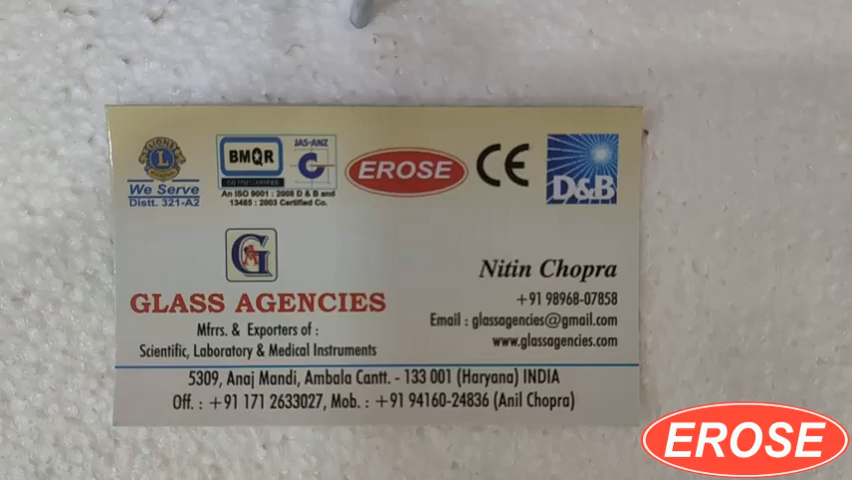 LIONS
L
We Serve
Distt. 321-A2
BMQR
JAS-ANZ
An ISO 9001 : 2008 D & B and
13485 : 2003 Certified Co.
EROSE
CE
D&B
G
GLASS AGENCIES
Mfrrs. & Exporters of :
Scientific, Laboratory & Medical Instruments
Nitin Chopra
+91 98968-07858
Email : glassagencies@gmail.com
www.glassagencies.com
5309, Anaj Mandi, Ambala Cantt. - 133 001 (Haryana) INDIA
Off. : +91 171 2633027, Mob. : +91 94160-24836 (Anil Chopra)
EROSE